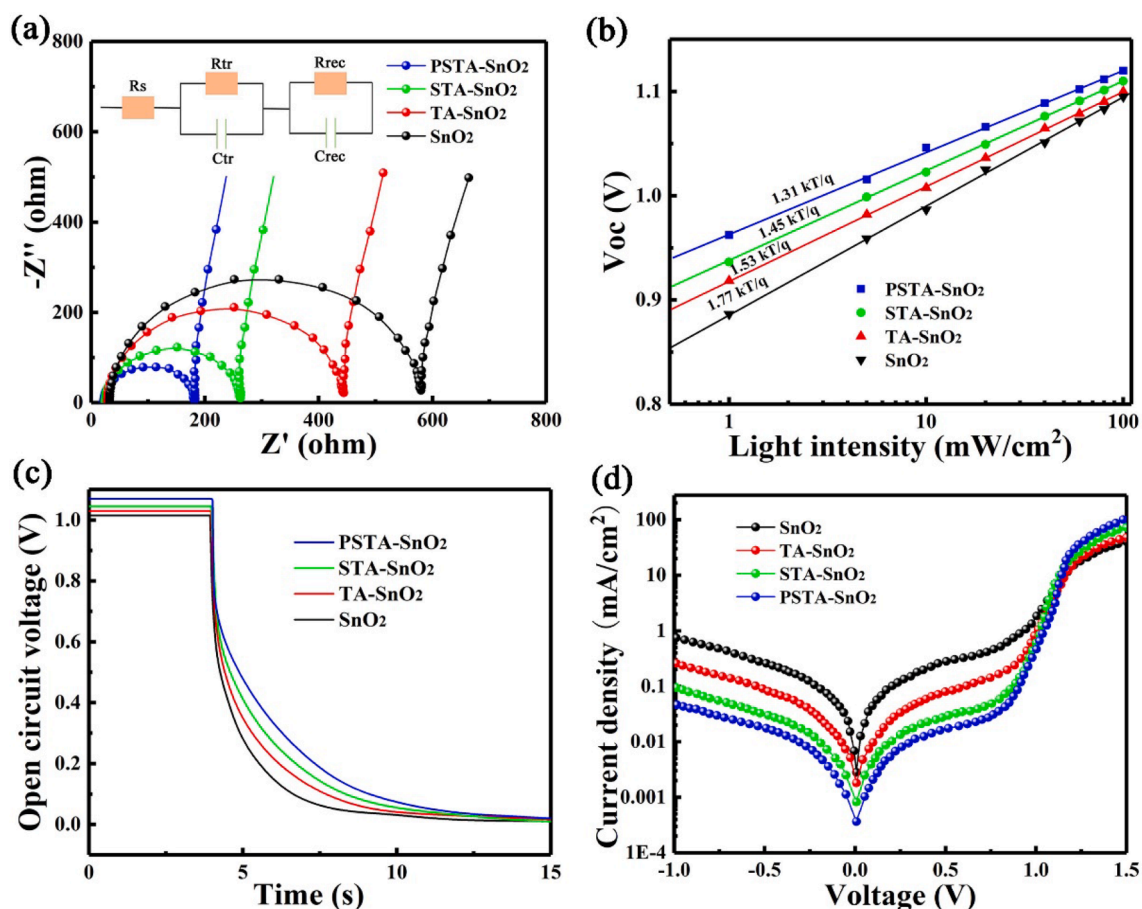 (a)
800
600
400
200
0
-Z'' (ohm)
Rs
Rtr
Rrec
Ctr
Crec
PSTA-SnO₂
STA-SnO₂
TA-SnO₂
SnO₂
0 200 400 600 800
Z' (ohm)
(b)
1.1
1.0
0.9
0.8
Voc (V)
1.31 kT/q
1.45 kT/q
1.53 kT/q
1.77 kT/q
PSTA-SnO₂
STA-SnO₂
TA-SnO₂
SnO₂
1 10 100
Light intensity (mW/cm²)
(c)
1.0
0.8
0.6
0.4
0.2
0.0
Open circuit voltage (V)
PSTA-SnO₂
STA-SnO₂
TA-SnO₂
SnO₂
0 5 10 15
Time (s)
(d)
100
10
1
0.1
0.01
0.001
1E-4
Current density (mA/cm²)
SnO₂
TA-SnO₂
STA-SnO₂
PSTA-SnO₂
-1.0 -0.5 0.0 0.5 1.0 1.5
Voltage (V)